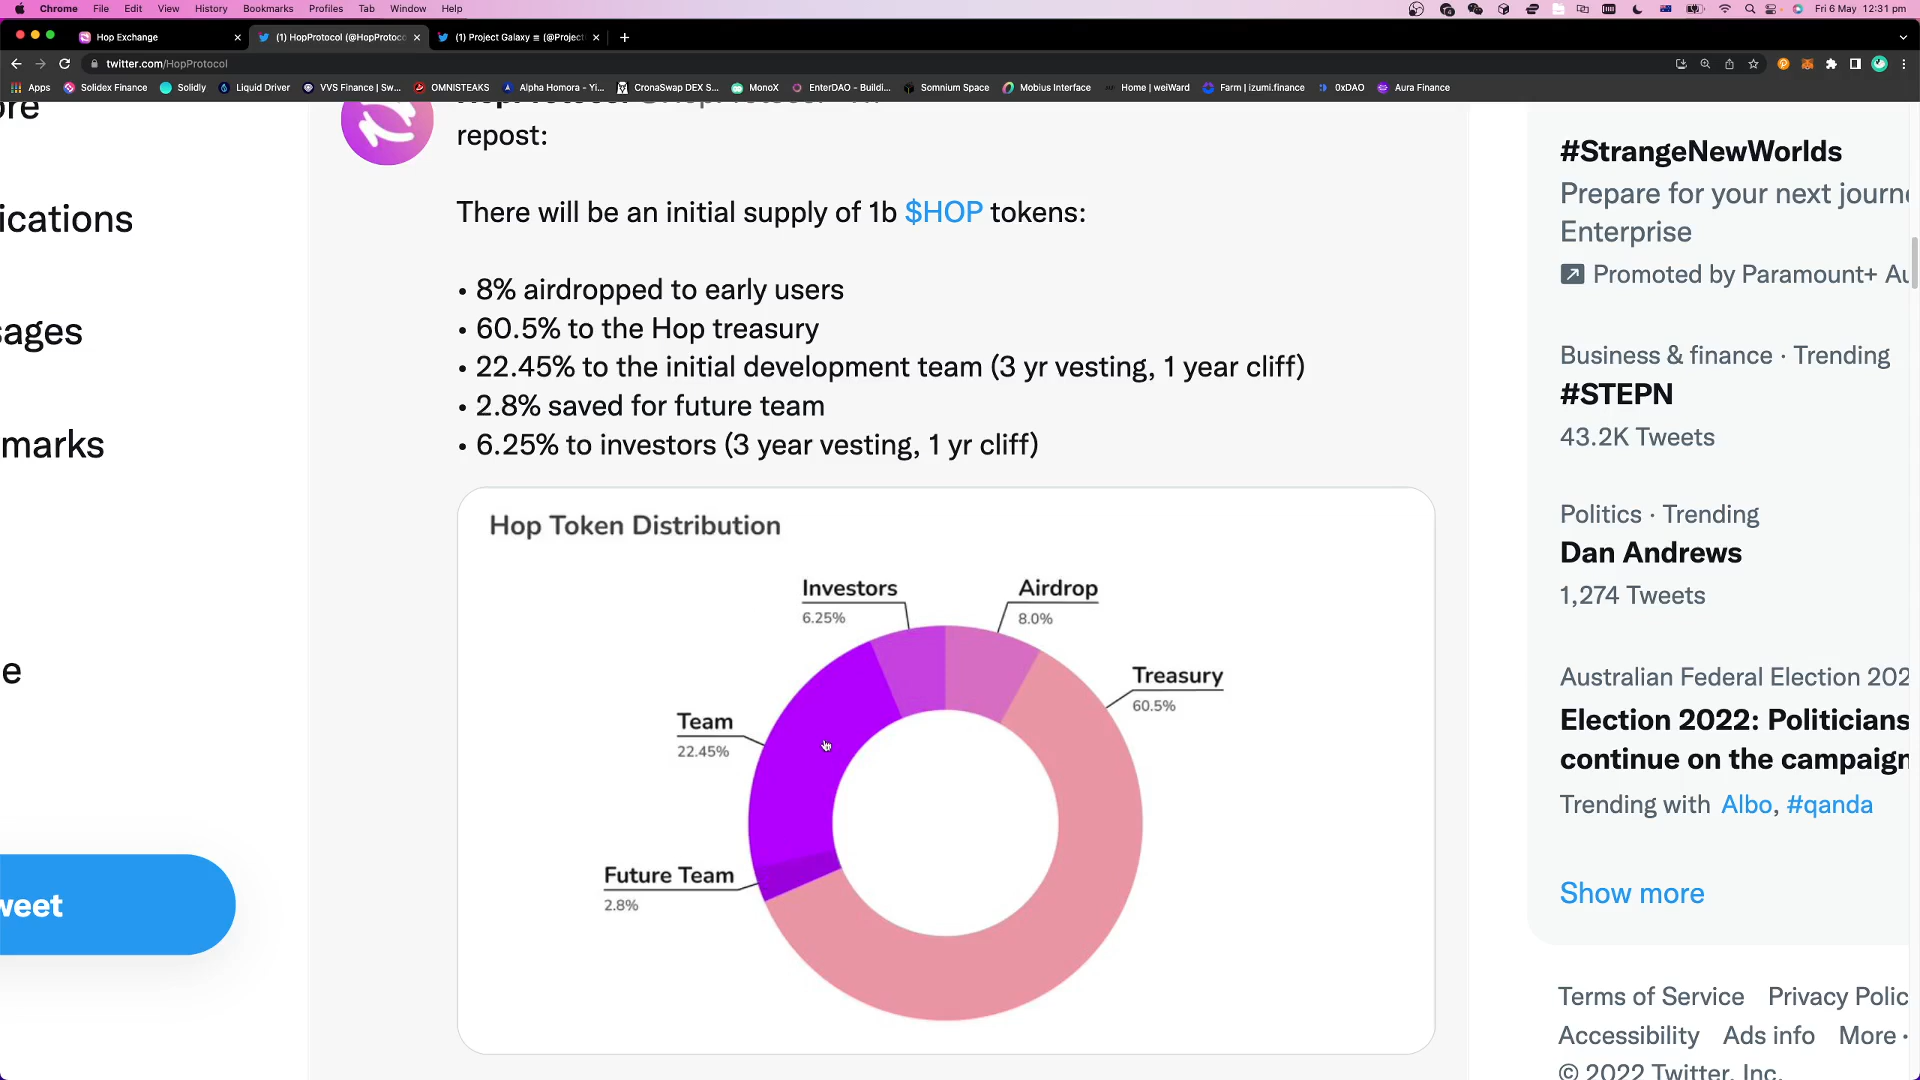 Chrome File Edit View History Bookmarks Profiles Tab Window Help Fri 6 May 12:31 pm
Hop Exchange (1) HopProtocol (@HopProtoco (1) Project Galaxy ≡ (@Project
twitter.com/HopProtocol
Apps Solidex Finance Solidly Liquid Driver VVS Finance | Sw... OMNISTEAKS Alpha Homora - Yi... CronaSwap DEX S... MonoX EnterDAO - Buildi... Somnium Space Mobius Interface Home | weiWard Farm | izumi.finance 0xDAO Aura Finance
repost:
There will be an initial supply of 1b $HOP tokens:
• 8% airdropped to early users
• 60.5% to the Hop treasury
• 22.45% to the initial development team (3 yr vesting, 1 year cliff)
• 2.8% saved for future team
• 6.25% to investors (3 year vesting, 1 yr cliff)
Hop Token Distribution
Investors
6.25%
Airdrop
8.0%
Treasury
60.5%
Team
22.45%
Future Team
2.8%
ore
ications
sages
marks
e
weet
#StrangeNewWorlds
Prepare for your next journe
Enterprise
Promoted by Paramount+ Au
Business & finance · Trending
#STEPN
43.2K Tweets
Politics · Trending
Dan Andrews
1,274 Tweets
Australian Federal Election 202
Election 2022: Politicians
continue on the campaign
Trending with Albo, #qanda
Show more
Terms of Service Privacy Polic
Accessibility Ads info More ·
© 2022 Twitter, Inc.